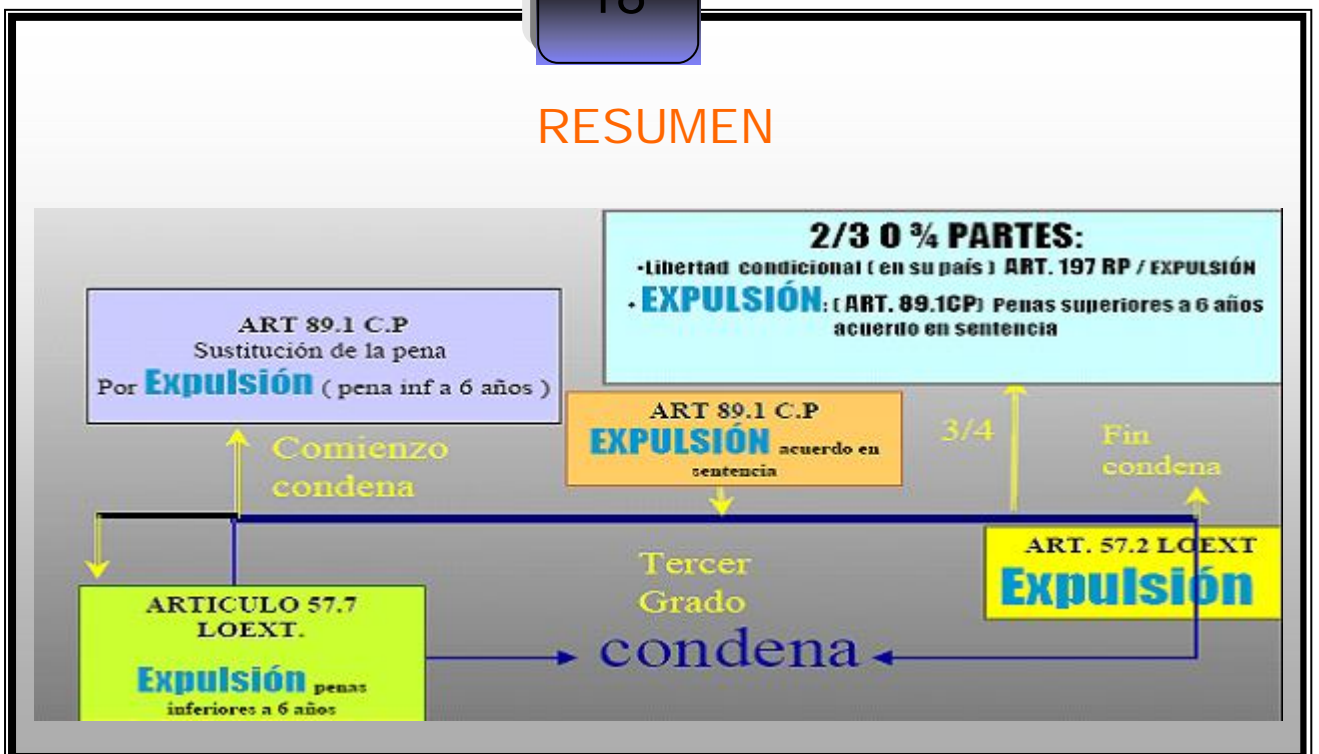 18
RESUMEN
2/3 O ¾ PARTES:
•Libertad condicional ( en su país ) ART. 197 RP / EXPULSIÓN
• EXPULSIÓN: ( ART. 89.1CP) Penas superiores a 6 años
acuerdo en sentencia
ART 89.1 C.P
Sustitución de la pena
Por Expulsión ( pena inf a 6 años )
ART 89.1 C.P
EXPULSIÓN acuerdo en
sentencia
3/4
Fin
condena
Comienzo
condena
ART. 57.2 LOEXT
Expulsión
Tercer
Grado
condena
ARTICULO 57.7
LOEXT.
Expulsión penas
inferiores a 6 años